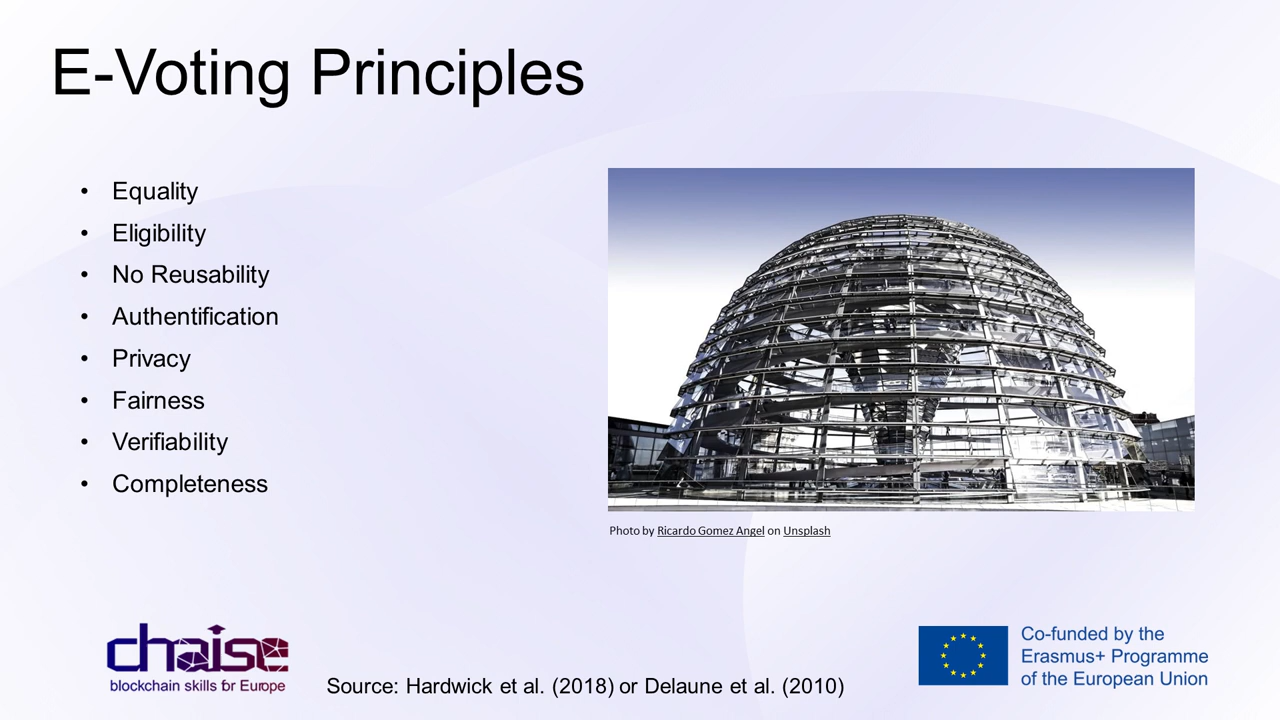 E-Voting Principles
• Equality
• Eligibility
• No Reusability
• Authentification
• Privacy
• Fairness
• Verifiability
• Completeness
Photo by Ricardo Gomez Angel on Unsplash
chaise
blockchain skills for Europe
Source: Hardwick et al. (2018) or Delaune et al. (2010)
Co-funded by the
Erasmus+ Programme
of the European Union